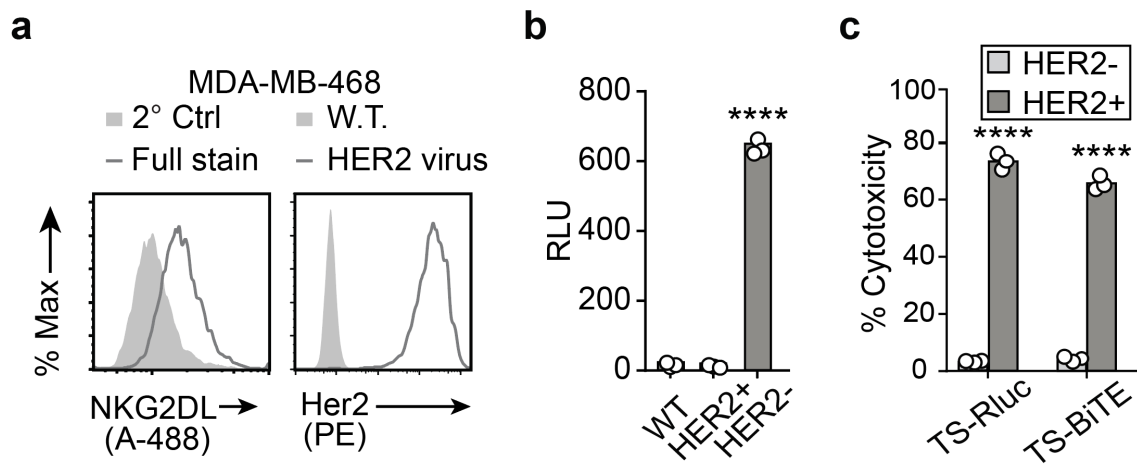 a
MDA-MB-468
2° Ctrl
W.T.
Full stain
HER2 virus
% Max
NKG2DL
(A-488)
Her2
(PE)
b
RLU
800
600
400
200
0
****
WT
HER2+
HER2-
c
HER2-
HER2+
% Cytotoxicity
100
80
60
40
20
0
****
****
TS-Rluc
TS-BiTE